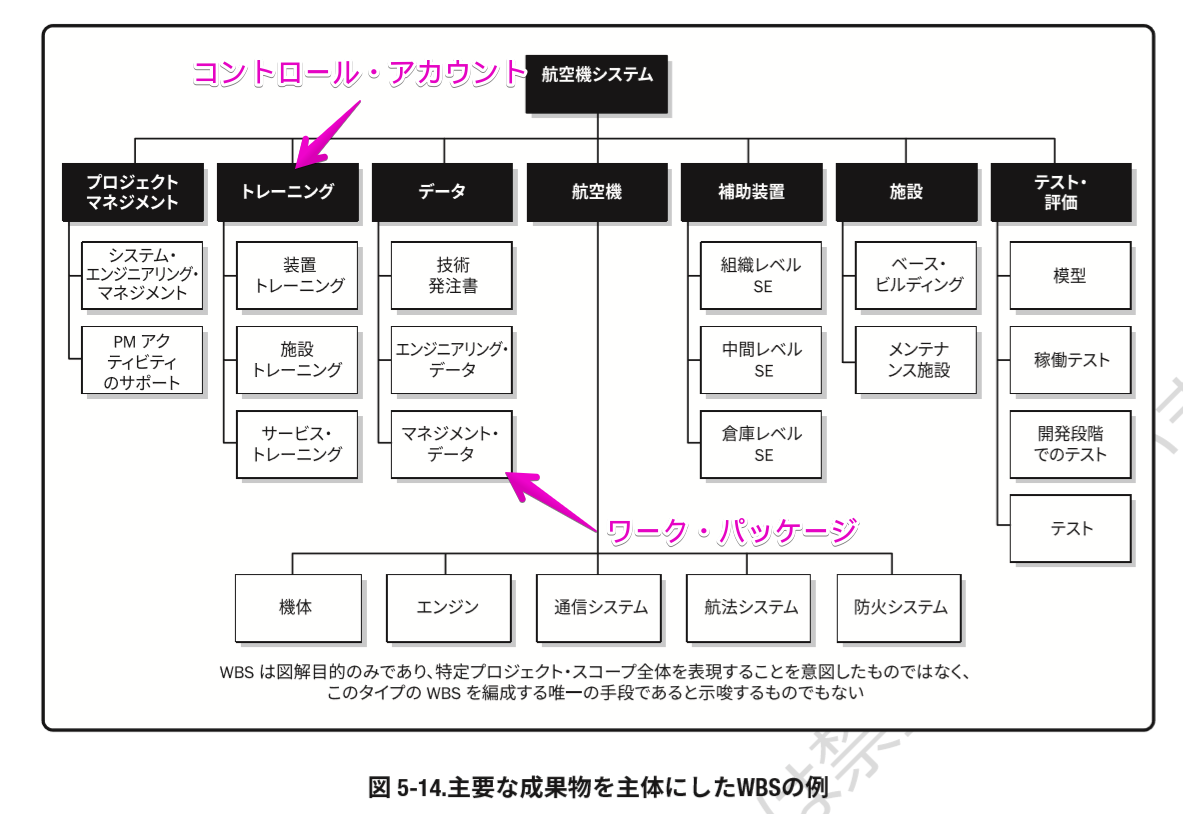 コントロール・アカウント
航空機システム
プロジェクト
マネジメント
トレーニング
データ
航空機
補助装置
施設
テスト・
評価
システム・
エンジニアリング・
マネジメント
PM アク
ティビティ
のサポート
装置
トレーニング
施設
トレーニング
サービス・
トレーニング
技術
発注書
エンジニアリング・
データ
マネジメント・
データ
組織レベル
SE
中間レベル
SE
倉庫レベル
SE
ベース・
ビルディング
メンテナ
ンス施設
模型
稼働テスト
開発段階
でのテスト
テスト
ワーク・パッケージ
機体
エンジン
通信システム
航法システム
防火システム
WBS は図解目的のみであり、特定プロジェクト・スコープ全体を表現することを意図したものではなく、
このタイプの WBS を編成する唯一の手段であると示唆するものでもない
図 5-14.主要な成果物を主体にしたWBSの例